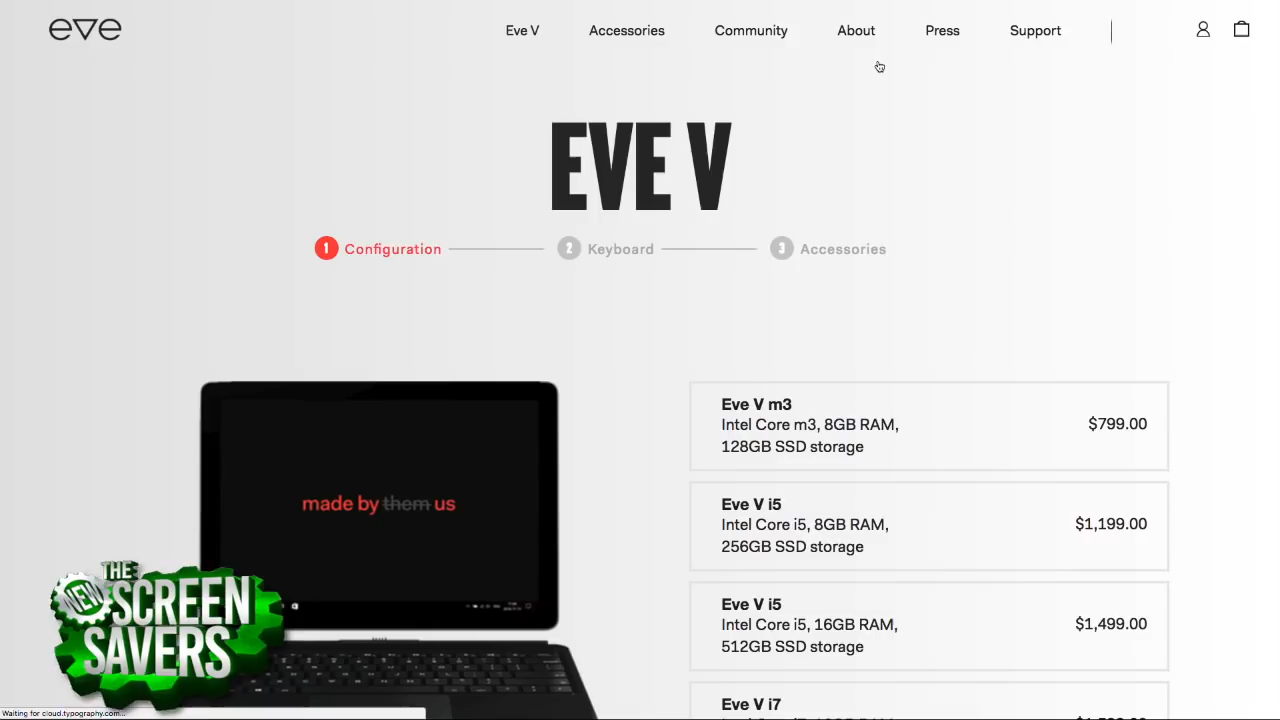 eve
Eve V
Accessories
Community
About
Press
Support
EVE V
1 Configuration
2 Keyboard
3 Accessories
made by them us
Eve V m3
Intel Core m3, 8GB RAM,
128GB SSD storage
$799.00
Eve V i5
Intel Core i5, 8GB RAM,
256GB SSD storage
$1,199.00
Eve V i5
Intel Core i5, 16GB RAM,
512GB SSD storage
$1,499.00
Eve V i7
THE
NEW
SCREEN
SAVERS
Waiting for cloud.typography.com...